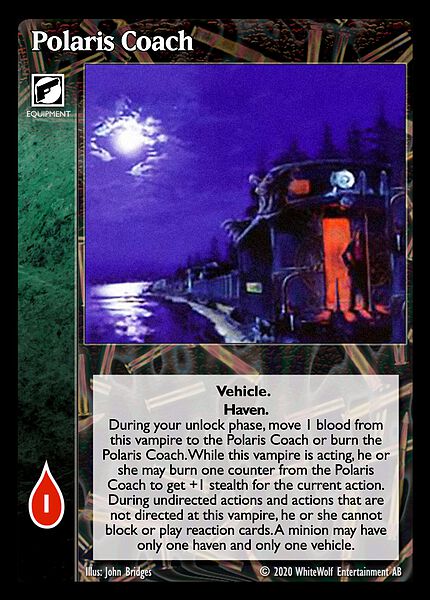 Polaris Coach
EQUIPMENT
Vehicle.
Haven.
During your unlock phase, move 1 blood from
this vampire to the Polaris Coach or burn the
Polaris Coach.While this vampire is acting, he or
she may burn one counter from the Polaris
Coach to get +1 stealth for the current action.
During undirected actions and actions that are
not directed at this vampire, he or she cannot
block or play reaction cards.A minion may have
only one haven and only one vehicle.
1
Illus: John Bridges
© 2020 WhiteWolf Entertainment AB